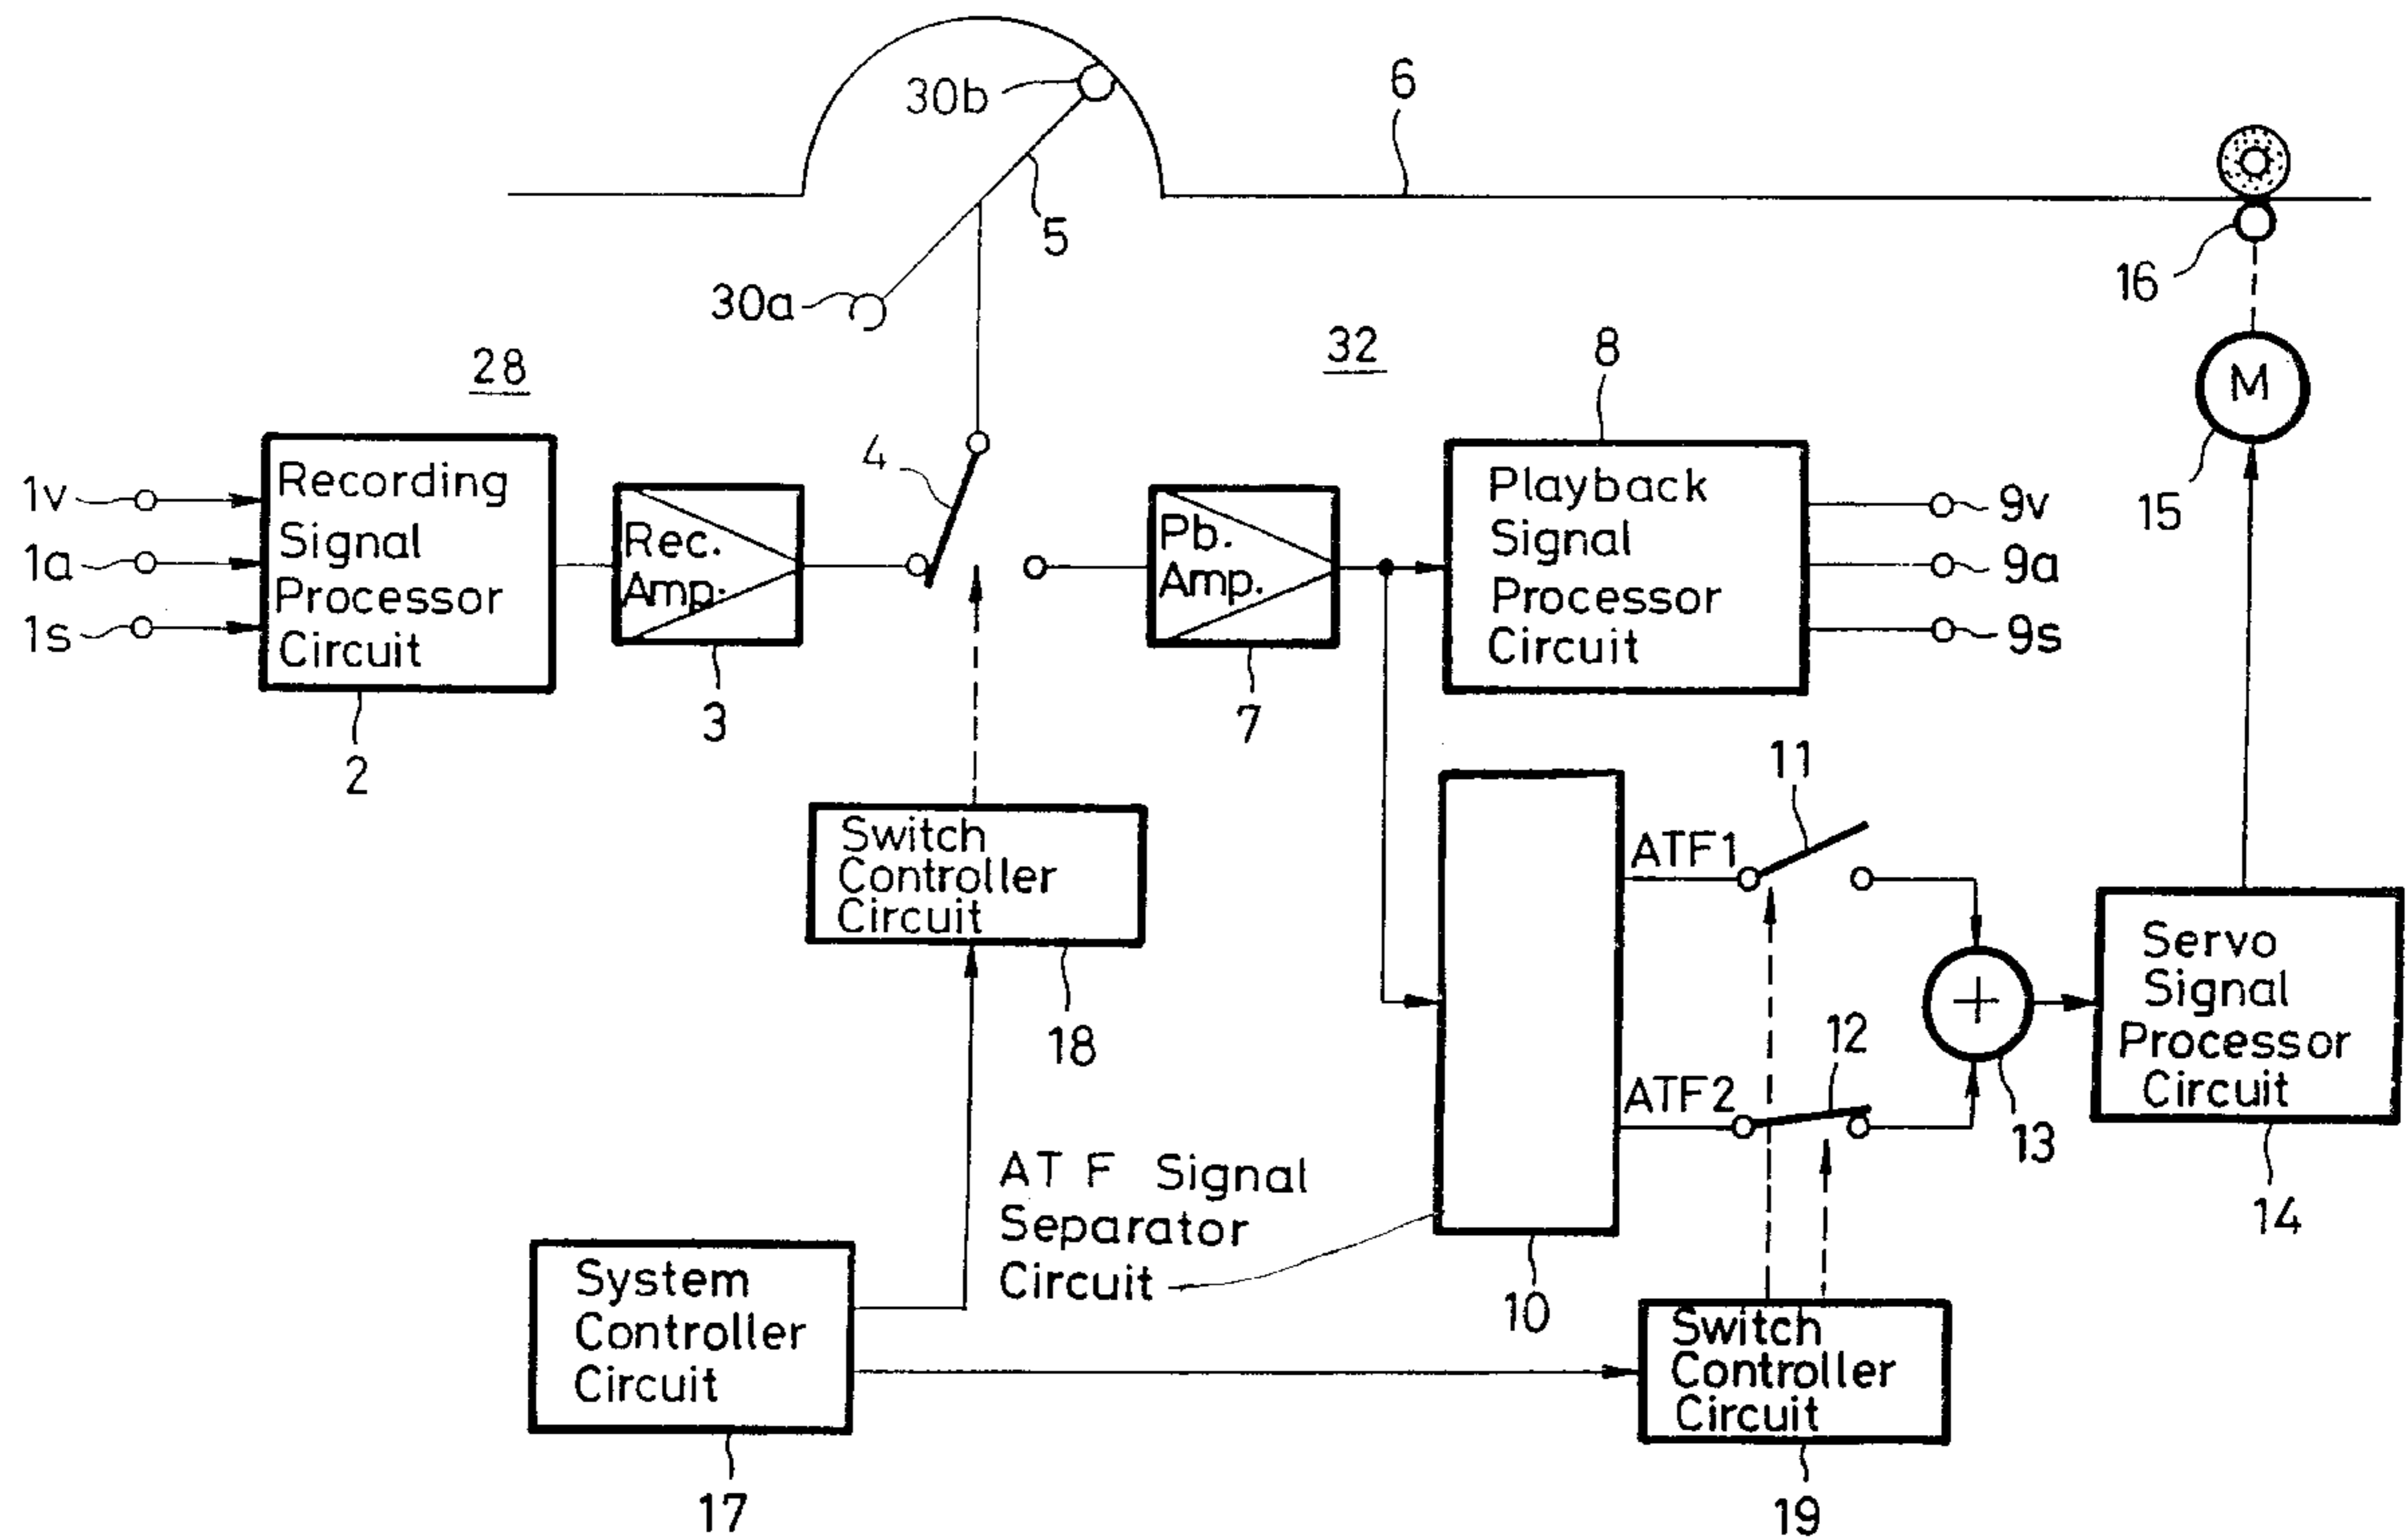 30b
6
5
30a
16
28
32
8
M
4
15
1v
1a
1s
Recording
Signal
Processor
Circuit
Rec.
Amp.
Pb.
Amp.
Playback
Signal
Processor
Circuit
9v
9a
9s
2
3
7
11
Switch
Controller
Circuit
18
ATF1
ATF2
12
13
Servo
Signal
Processor
Circuit
14
ATF Signal
Separator
Circuit
10
System
Controller
Circuit
17
Switch
Controller
Circuit
19